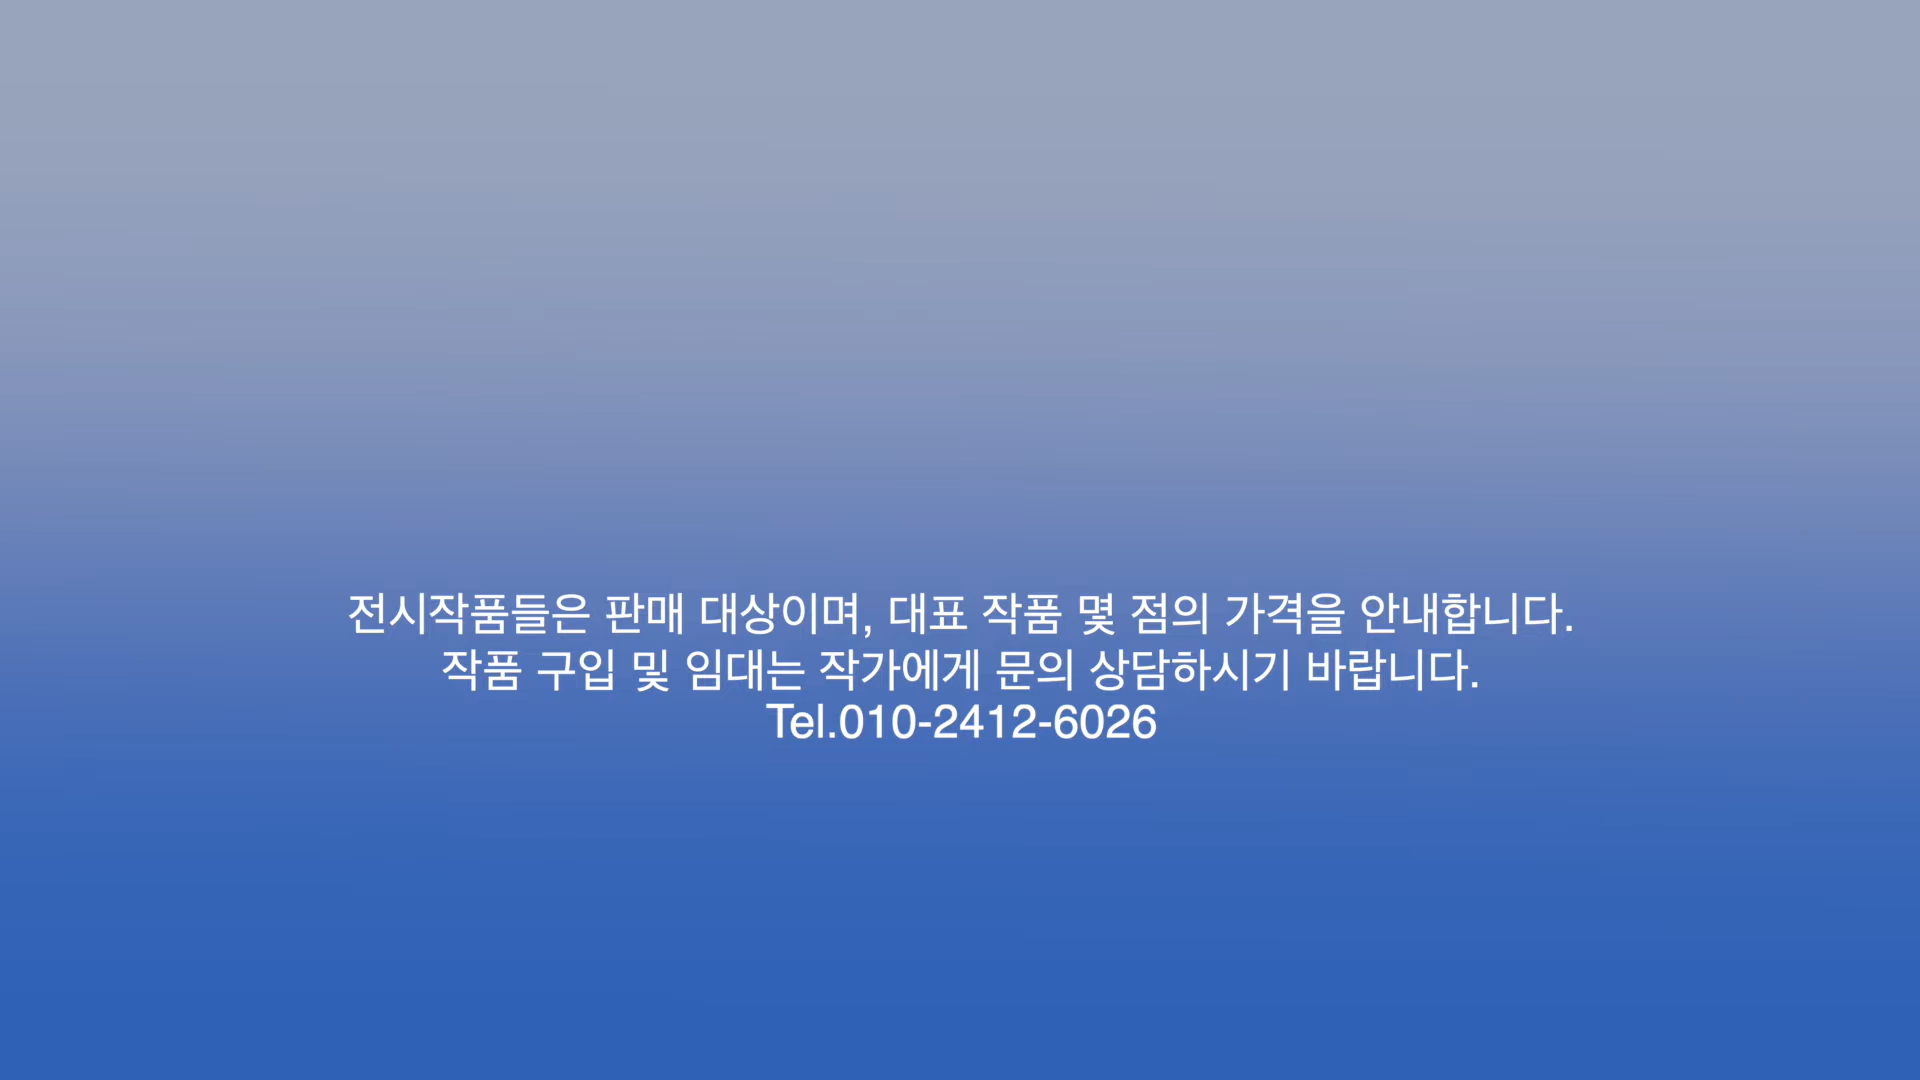 전시작품들은 판매 대상이며, 대표 작품 몇 점의 가격을 안내합니다.
작품 구입 및 임대는 작가에게 문의 상담하시기 바랍니다.
Tel.010-2412-6026